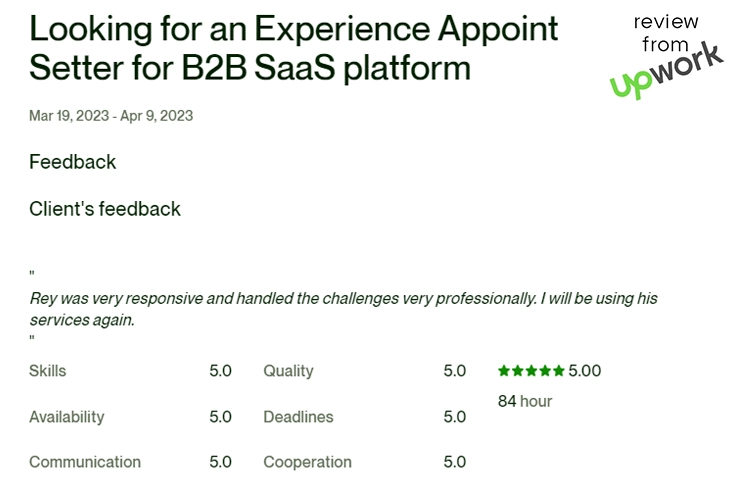 Looking for an Experience Appoint
Setter for B2B SaaS platform
review
from
upwork
Mar 19, 2023 - Apr 9, 2023
Feedback
Client's feedback
"
Rey was very responsive and handled the challenges very professionally. I will be using his
services again.
"
Skills 5.0 Quality 5.0 5.00
84 hour
Availability 5.0 Deadlines 5.0
Communication 5.0 Cooperation 5.0